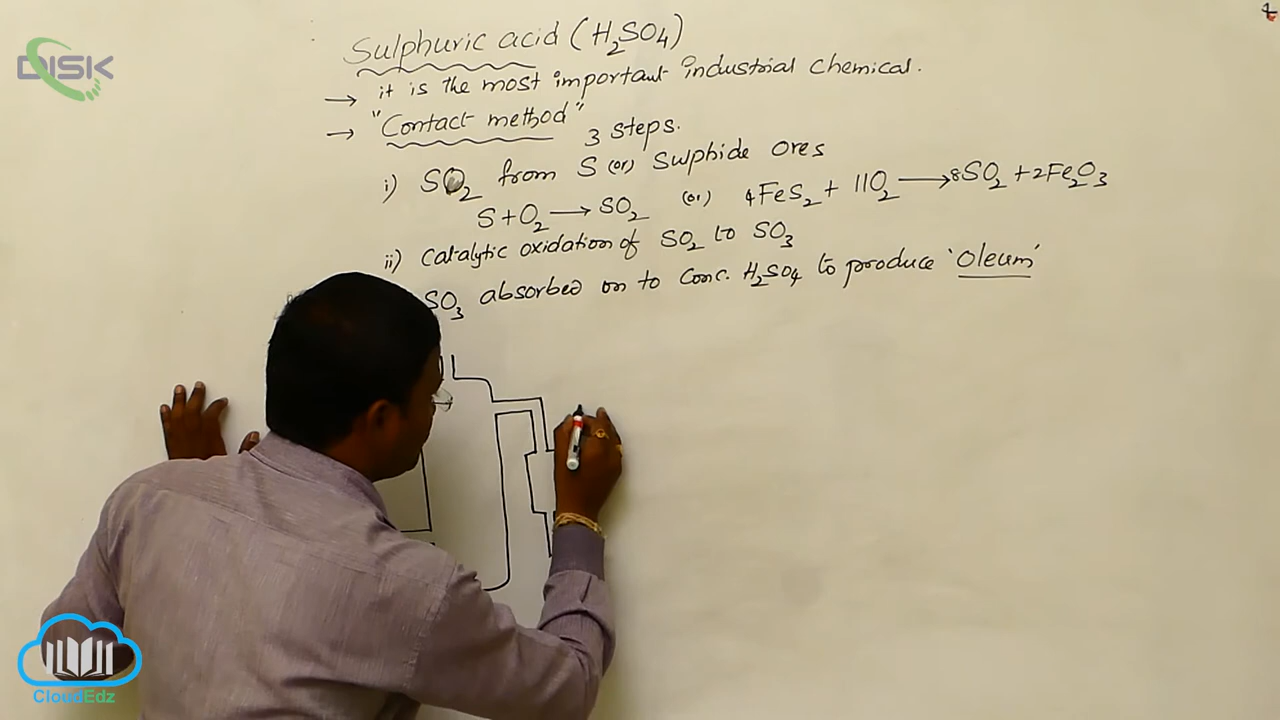 DISK
Sulphuric acid (H₂SO₄)
→ it is the most important industrial chemical.
→ "Contact method"
3 steps.
i) SO₂ from S (or) Sulphide Ores
S + O₂ → SO₂ (or) 4FeS₂ + 11O₂ → 8SO₂ + 2Fe₂O₃
ii) Catalytic oxidation of SO₂ to SO₃
SO₃ absorbed on to Conc. H₂SO₄ to produce 'Oleum'
CloudEdz